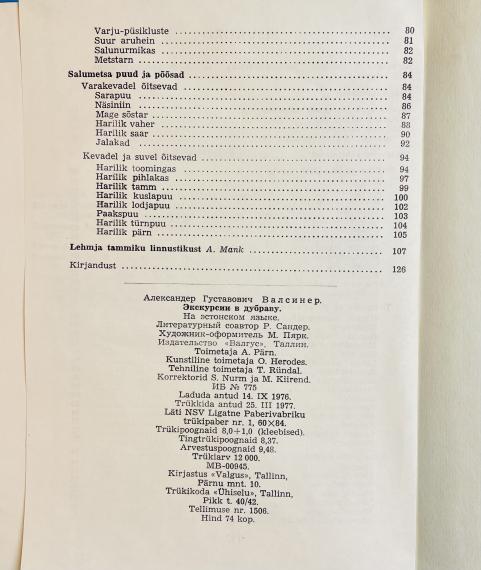 Varju-püsikluste . . . 80
Suur aruhein . . . 81
Salunurmikas . . . 82
Metstarn . . . 82
Salumetsa puud ja põõsad . . . 84
Varakevadel õitsevad . . . 84
Sarapuu . . . 84
Näsiniin . . . 86
Mage sõstar . . . 87
Harilik vaher . . . 88
Harilik saar . . . 90
Jalakad . . . 92
Kevadel ja suvel õitsevad . . . 94
Harilik toomingas . . . 94
Harilik pihlakas . . . 97
Harilik tamm . . . 99
Harilik kuslapuu . . . 100
Harilik lodjapuu . . . 102
Paakspuu . . . 103
Harilik türnpuu . . . 104
Harilik pärn . . . 105
Lehmja tammiku linnustikust A. Mank . . . 107
Kirjandust . . . 126
Александер Густавович Валсинер.
Экскурсии в дубраву.
На эстонском языке.
Литературный соавтор Р. Сандер.
Художник-оформитель М. Пярк.
Издательство «Валгус», Таллин.
Toimetaja A. Pärn.
Kunstiline toimetaja O. Herodes.
Tehniline toimetaja T. Ründal.
Korrektorid S. Nurm ja M. Kiirend.
ИБ № 775
Laduda antud 14. IX 1976.
Trükkida antud 25. III 1977.
Läti NSV Ligatne Paberivabriku
trükipaber nr. 1, 60×84.
Trükipoognaid 8,0+1,0 (kleebised).
Tingtrükipoognaid 8,37.
Arvestuspoognaid 9,48.
Trükiarv 12 000.
MB-00945.
Kirjastus «Valgus», Tallinn,
Pärnu mnt. 10.
Trükikoda «Ühiselu», Tallinn,
Pikk t. 40/42.
Tellimuse nr. 1506.
Hind 74 kop.